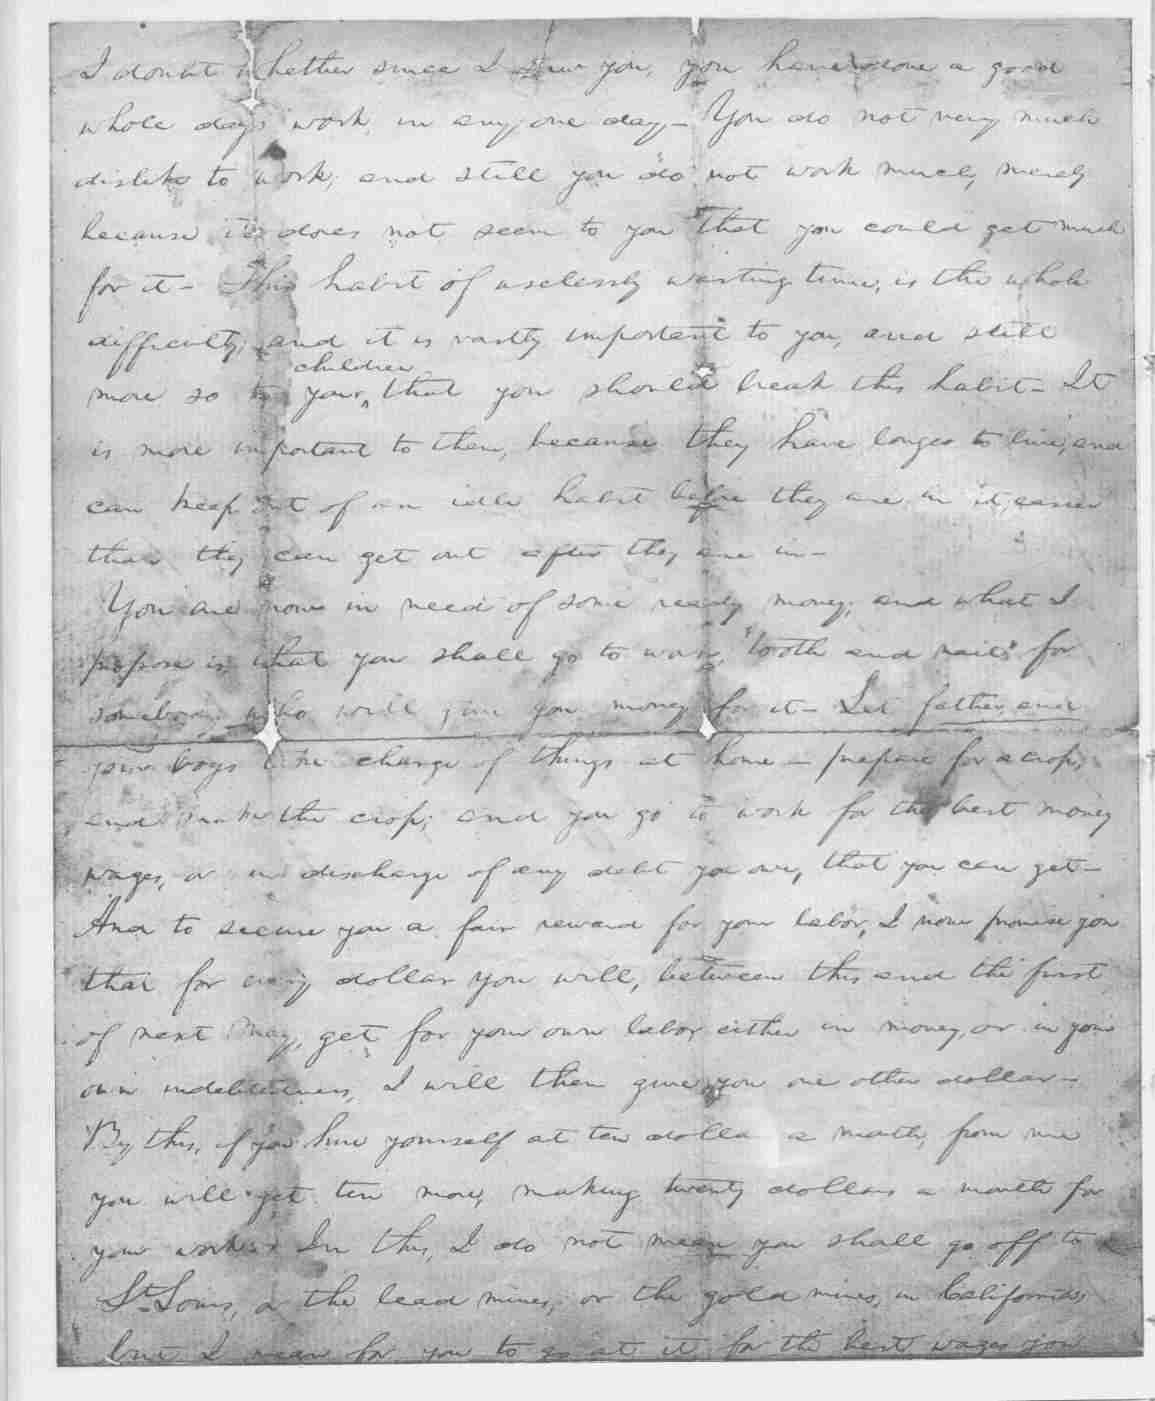 I doubt whether since I saw you, you have done a good
whole day's work, in any one day— You do not very much
dislike to work; and still you do not work much, merely
because it does not seem to you that you could get much
for it— This habit of uselessly wasting time, is the whole
difficulty; and it is vastly important to you, and still
children
more so to your, that you should break this habit— It
is more important to them, because they have longer to live, and
can keep out of an idle habit before they are in it, easier
than they can get out after they are in—
You are now in need of some ready money; and what I
propose is, that you shall go to work, "tooth and nails" for
somebody who will give you money for it— Let father and
your boys take charge of things at home— prepare for a crop,
and make the crop; and you go to work for the best money
wages, or in discharge of any debt you owe, that you can get—
And to secure you a fair reward for your labor, I now promise you
that for every dollar you will, between this and the first
of next May, get for your own labor either in money, or in your
own indebtedness, I will then give you one other dollar—
By this, if you hire yourself at ten dolla a month, from me
you will get ten more, making twenty dollars a month for
your work. In this, I do not mean you shall go off to
St. Louis, or the lead mines, or the gold mines, in California,
but I mean for you to go at it for the best wages you